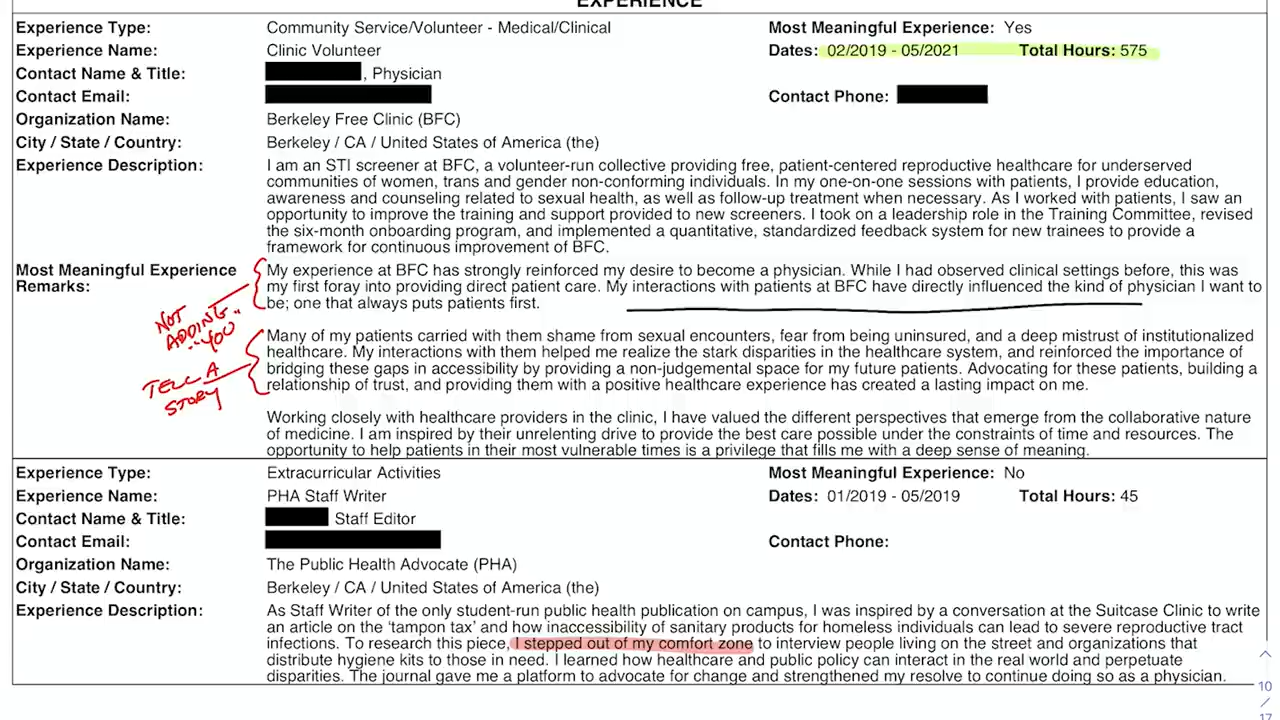 EXPERIENCE
Experience Type: Community Service/Volunteer - Medical/Clinical Most Meaningful Experience: Yes
Experience Name: Clinic Volunteer Dates: 02/2019 - 05/2021 Total Hours: 575
Contact Name & Title: , Physician
Contact Email: Contact Phone:
Organization Name: Berkeley Free Clinic (BFC)
City / State / Country: Berkeley / CA / United States of America (the)
Experience Description: I am an STI screener at BFC, a volunteer-run collective providing free, patient-centered reproductive healthcare for underserved
communities of women, trans and gender non-conforming individuals. In my one-on-one sessions with patients, I provide education,
awareness and counseling related to sexual health, as well as follow-up treatment when necessary. As I worked with patients, I saw an
opportunity to improve the training and support provided to new screeners. I took on a leadership role in the Training Committee, revised
the six-month onboarding program, and implemented a quantitative, standardized feedback system for new trainees to provide a
framework for continuous improvement of BFC.
Most Meaningful Experience My experience at BFC has strongly reinforced my desire to become a physician. While I had observed clinical settings before, this was
Remarks: my first foray into providing direct patient care. My interactions with patients at BFC have directly influenced the kind of physician I want to
be; one that always puts patients first.
NOT
ADDING..
..YOU
Many of my patients carried with them shame from sexual encounters, fear from being uninsured, and a deep mistrust of institutionalized
healthcare. My interactions with them helped me realize the stark disparities in the healthcare system, and reinforced the importance of
bridging these gaps in accessibility by providing a non-judgemental space for my future patients. Advocating for these patients, building a
relationship of trust, and providing them with a positive healthcare experience has created a lasting impact on me.
TELL A
STORY
Working closely with healthcare providers in the clinic, I have valued the different perspectives that emerge from the collaborative nature
of medicine. I am inspired by their unrelenting drive to provide the best care possible under the constraints of time and resources. The
opportunity to help patients in their most vulnerable times is a privilege that fills me with a deep sense of meaning.
Experience Type: Extracurricular Activities Most Meaningful Experience: No
Experience Name: PHA Staff Writer Dates: 01/2019 - 05/2019 Total Hours: 45
Contact Name & Title: Staff Editor
Contact Email: Contact Phone:
Organization Name: The Public Health Advocate (PHA)
City / State / Country: Berkeley / CA / United States of America (the)
Experience Description: As Staff Writer of the only student-run public health publication on campus, I was inspired by a conversation at the Suitcase Clinic to write
an article on the 'tampon tax' and how inaccessibility of sanitary products for homeless individuals can lead to severe reproductive tract
infections. To research this piece, I stepped out of my comfort zone to interview people living on the street and organizations that
distribute hygiene kits to those in need. I learned how healthcare and public policy can interact in the real world and perpetuate
disparities. The journal gave me a platform to advocate for change and strengthened my resolve to continue doing so as a physician.
10
/
17